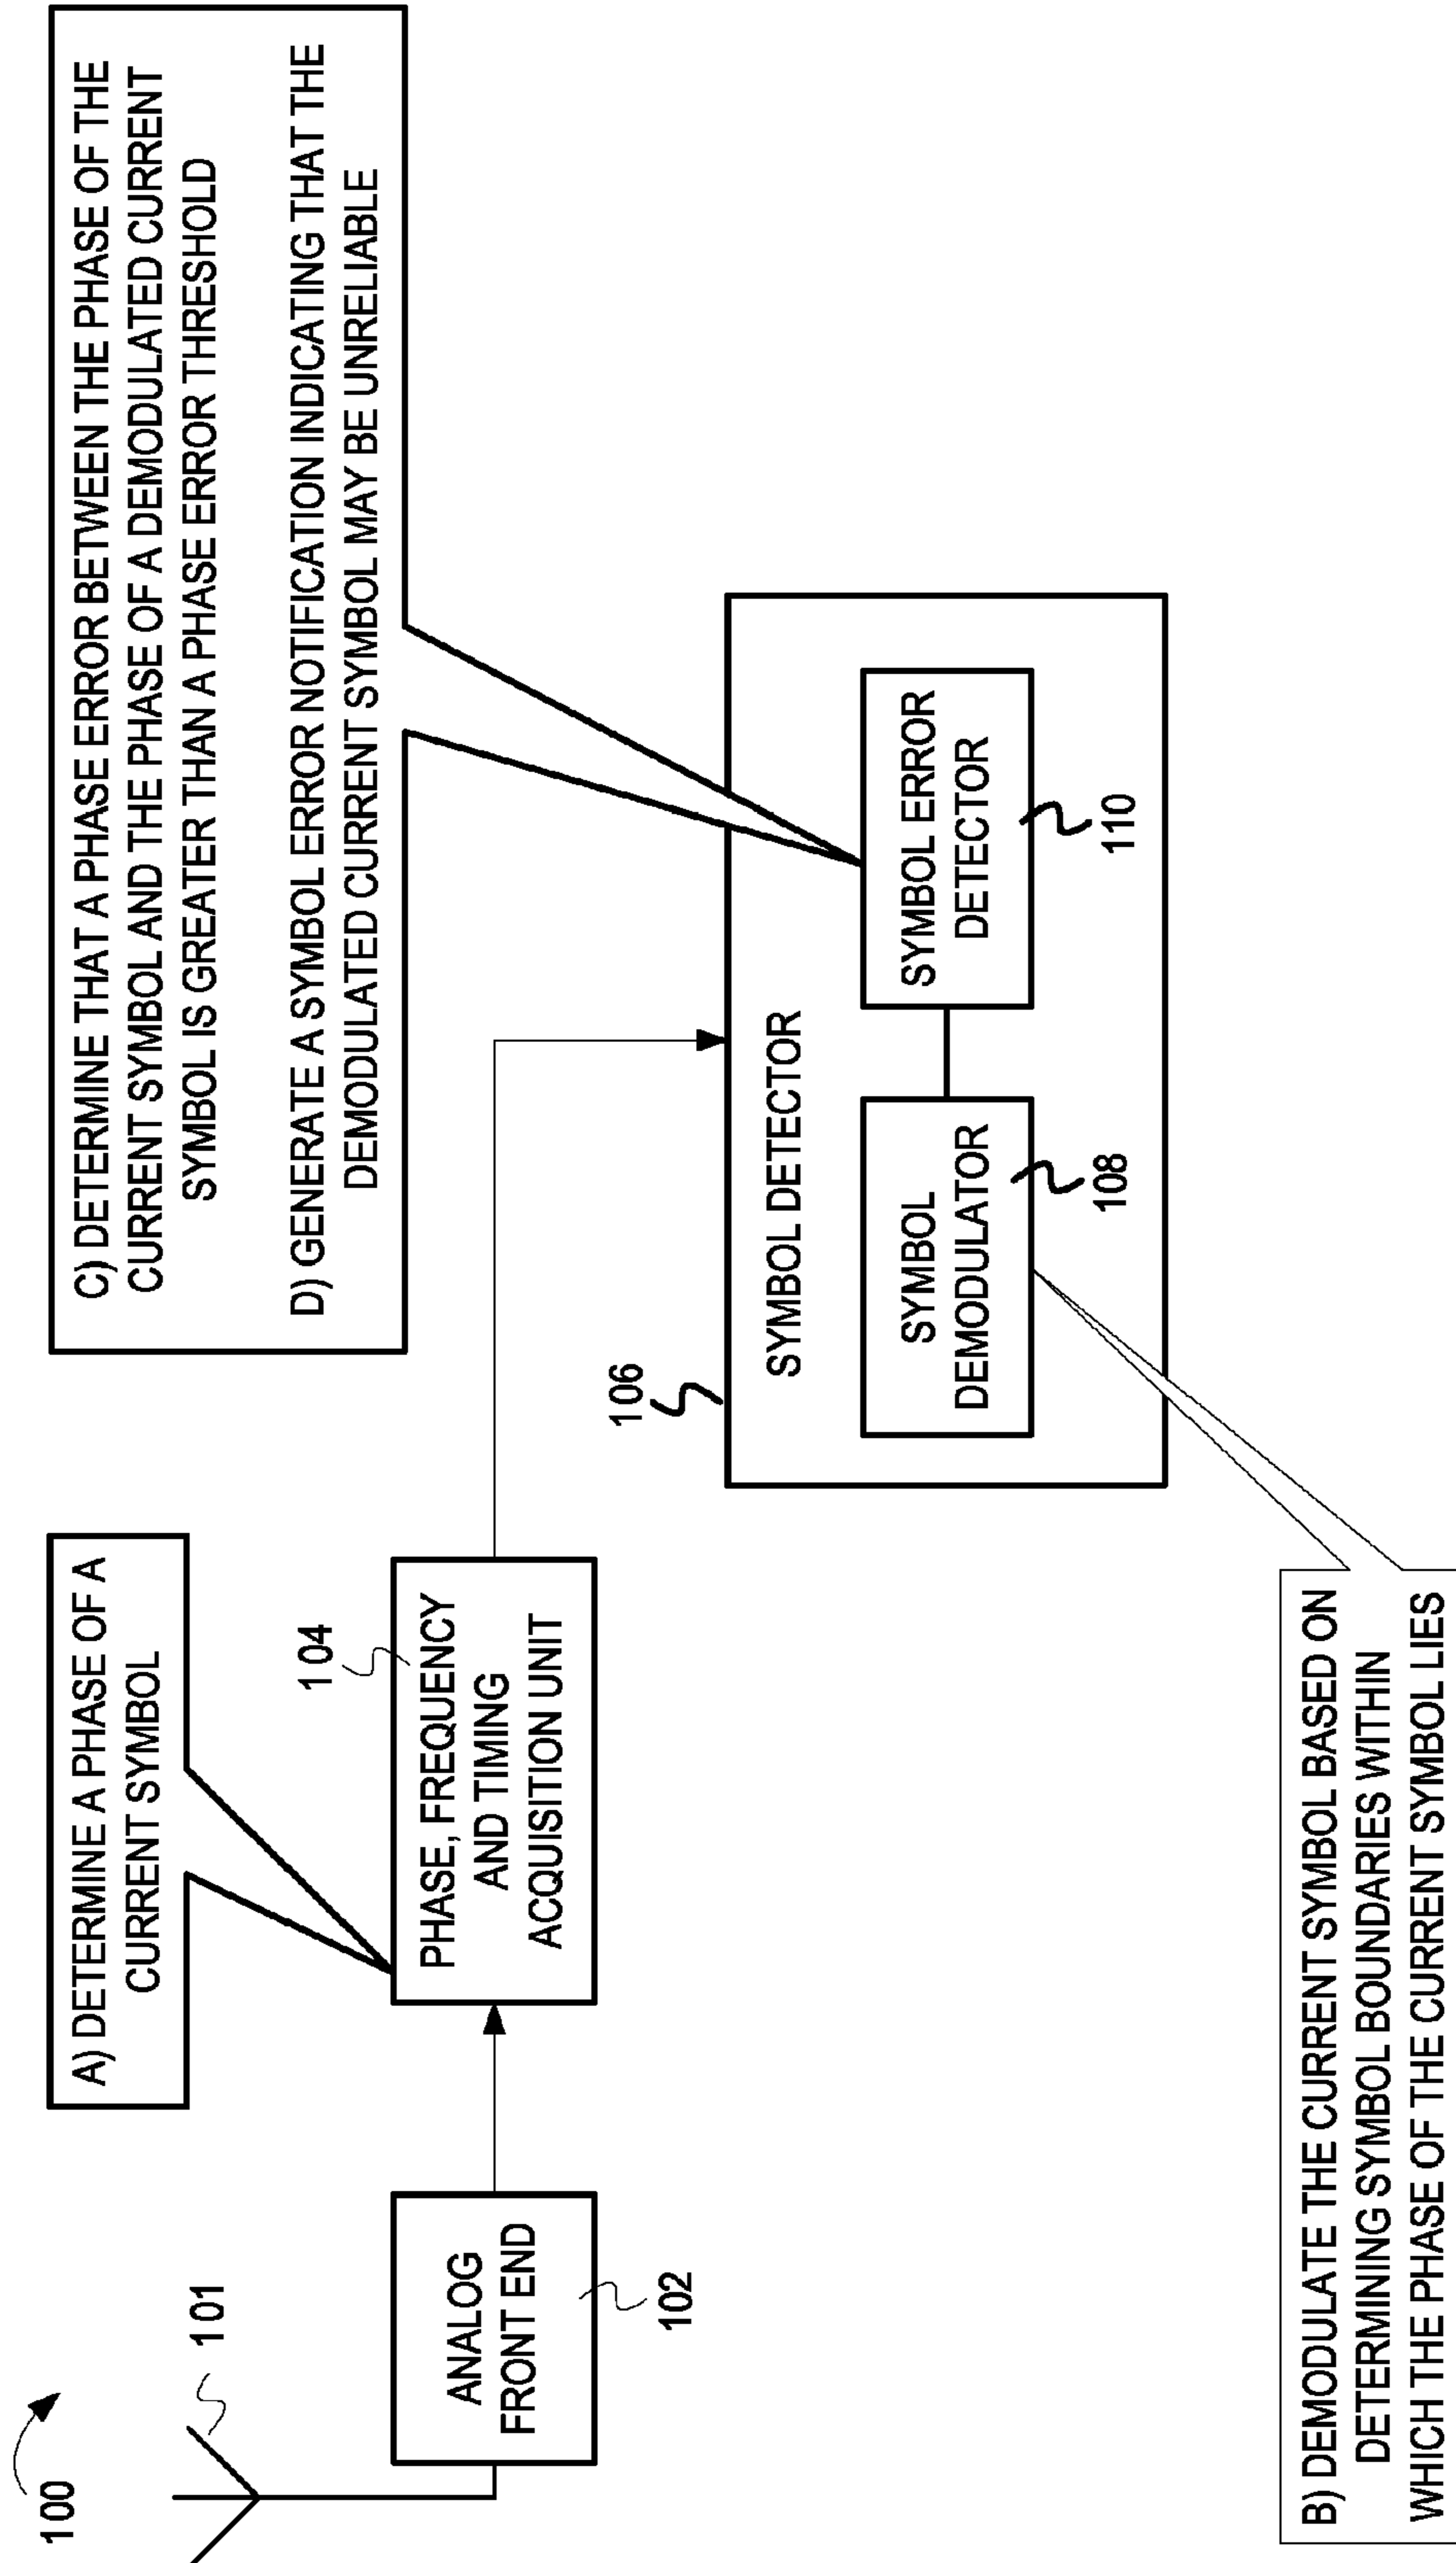 100
101
A) DETERMINE A PHASE OF A
CURRENT SYMBOL
C) DETERMINE THAT A PHASE ERROR BETWEEN THE PHASE OF THE
CURRENT SYMBOL AND THE PHASE OF A DEMODULATED CURRENT
SYMBOL IS GREATER THAN A PHASE ERROR THRESHOLD
D) GENERATE A SYMBOL ERROR NOTIFICATION INDICATING THAT THE
DEMODULATED CURRENT SYMBOL MAY BE UNRELIABLE
ANALOG
FRONT END
102
104
PHASE, FREQUENCY
AND TIMING
ACQUISITION UNIT
106
SYMBOL DETECTOR
SYMBOL
DEMODULATOR
108
SYMBOL ERROR
DETECTOR
110
B) DEMODULATE THE CURRENT SYMBOL BASED ON
DETERMINING SYMBOL BOUNDARIES WITHIN
WHICH THE PHASE OF THE CURRENT SYMBOL LIES